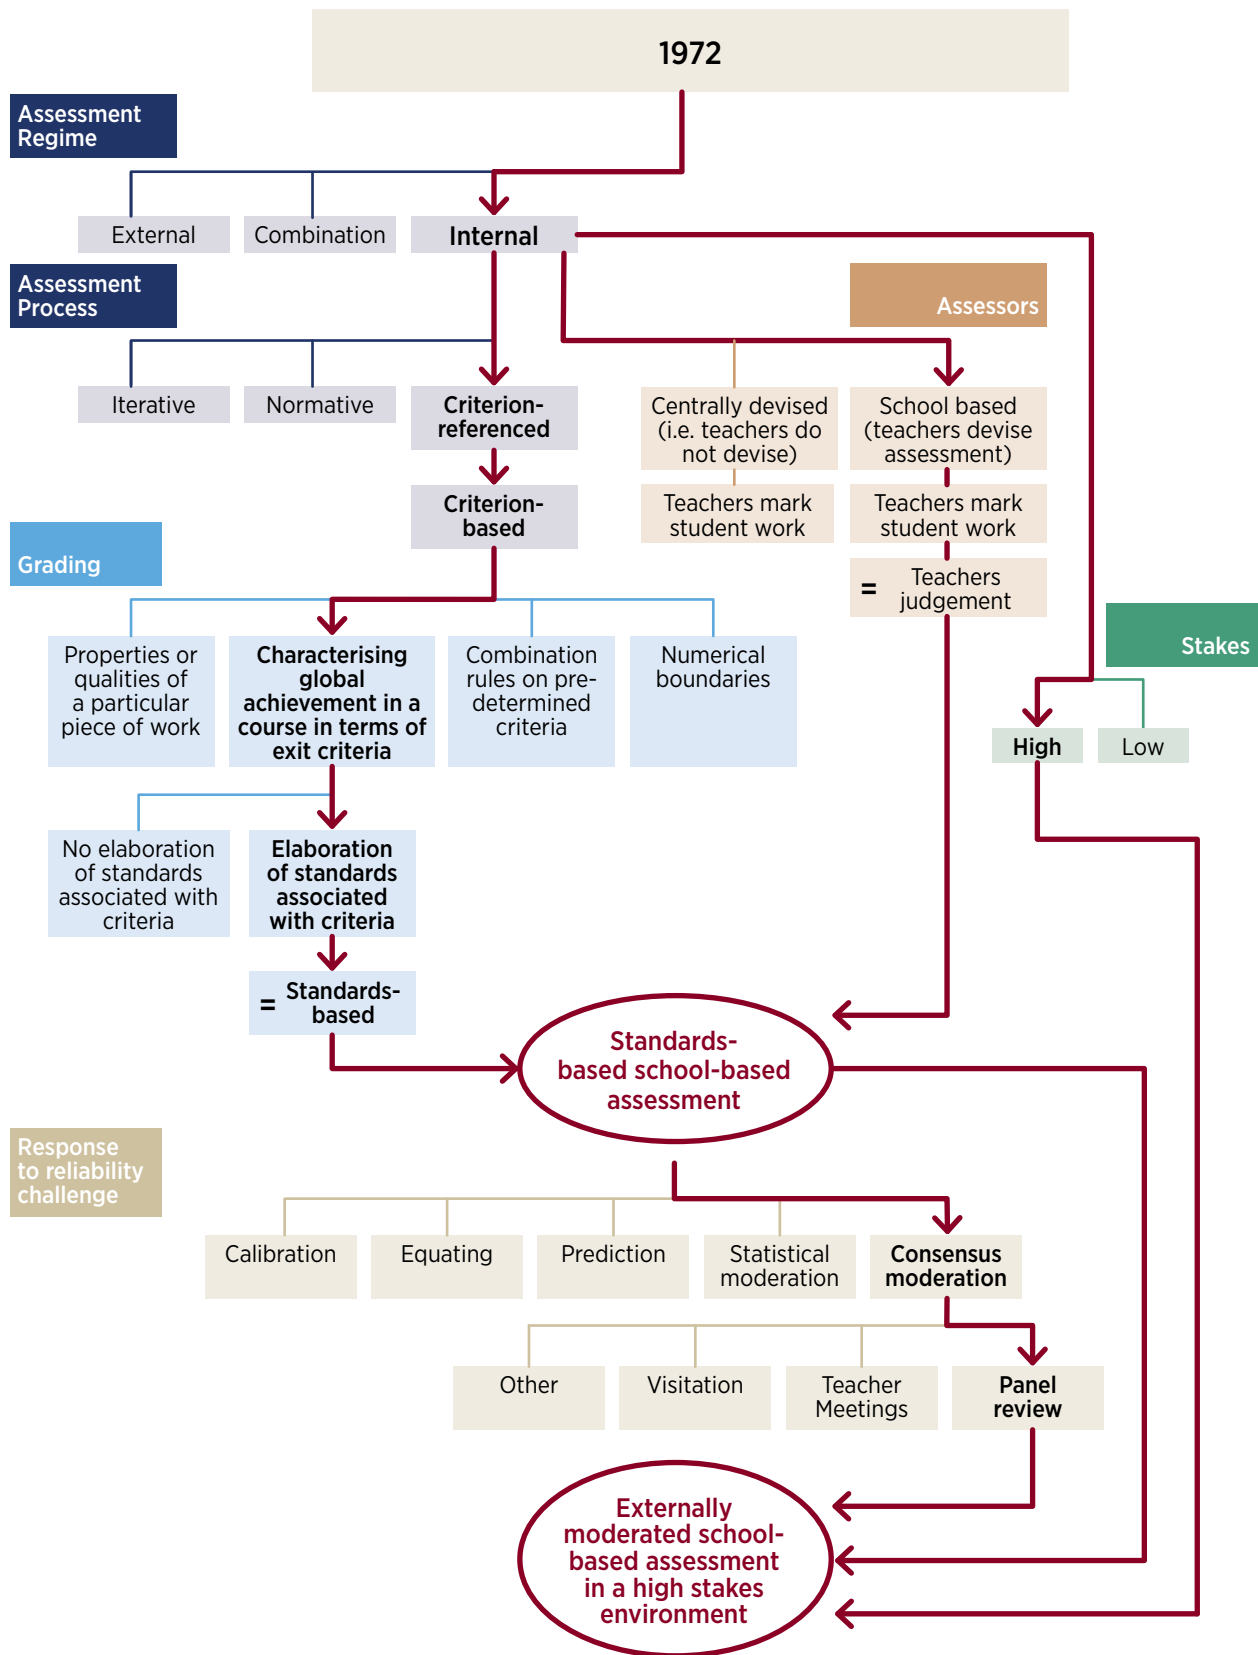 1972
Assessment
Regime
External
Combination
Internal
Assessment
Process
Assessors
Iterative
Normative
Criterion-
referenced
Centrally devised
(i.e. teachers do
not devise)
School based
(teachers devise
assessment)
Criterion-
based
Teachers mark
student work
Teachers mark
student work
Grading
= Teachers
judgement
Stakes
Properties or
qualities of
a particular
piece of work
Characterising
global
achievement in a
course in terms of
exit criteria
Combination
rules on pre-
determined
criteria
Numerical
boundaries
High
Low
No elaboration
of standards
associated with
criteria
Elaboration
of standards
associated
with criteria
= Standards-
based
Standards-
based school-based
assessment
Response
to reliability
challenge
Calibration
Equating
Prediction
Statistical
moderation
Consensus
moderation
Other
Visitation
Teacher
Meetings
Panel
review
Externally
moderated school-
based assessment
in a high stakes
environment